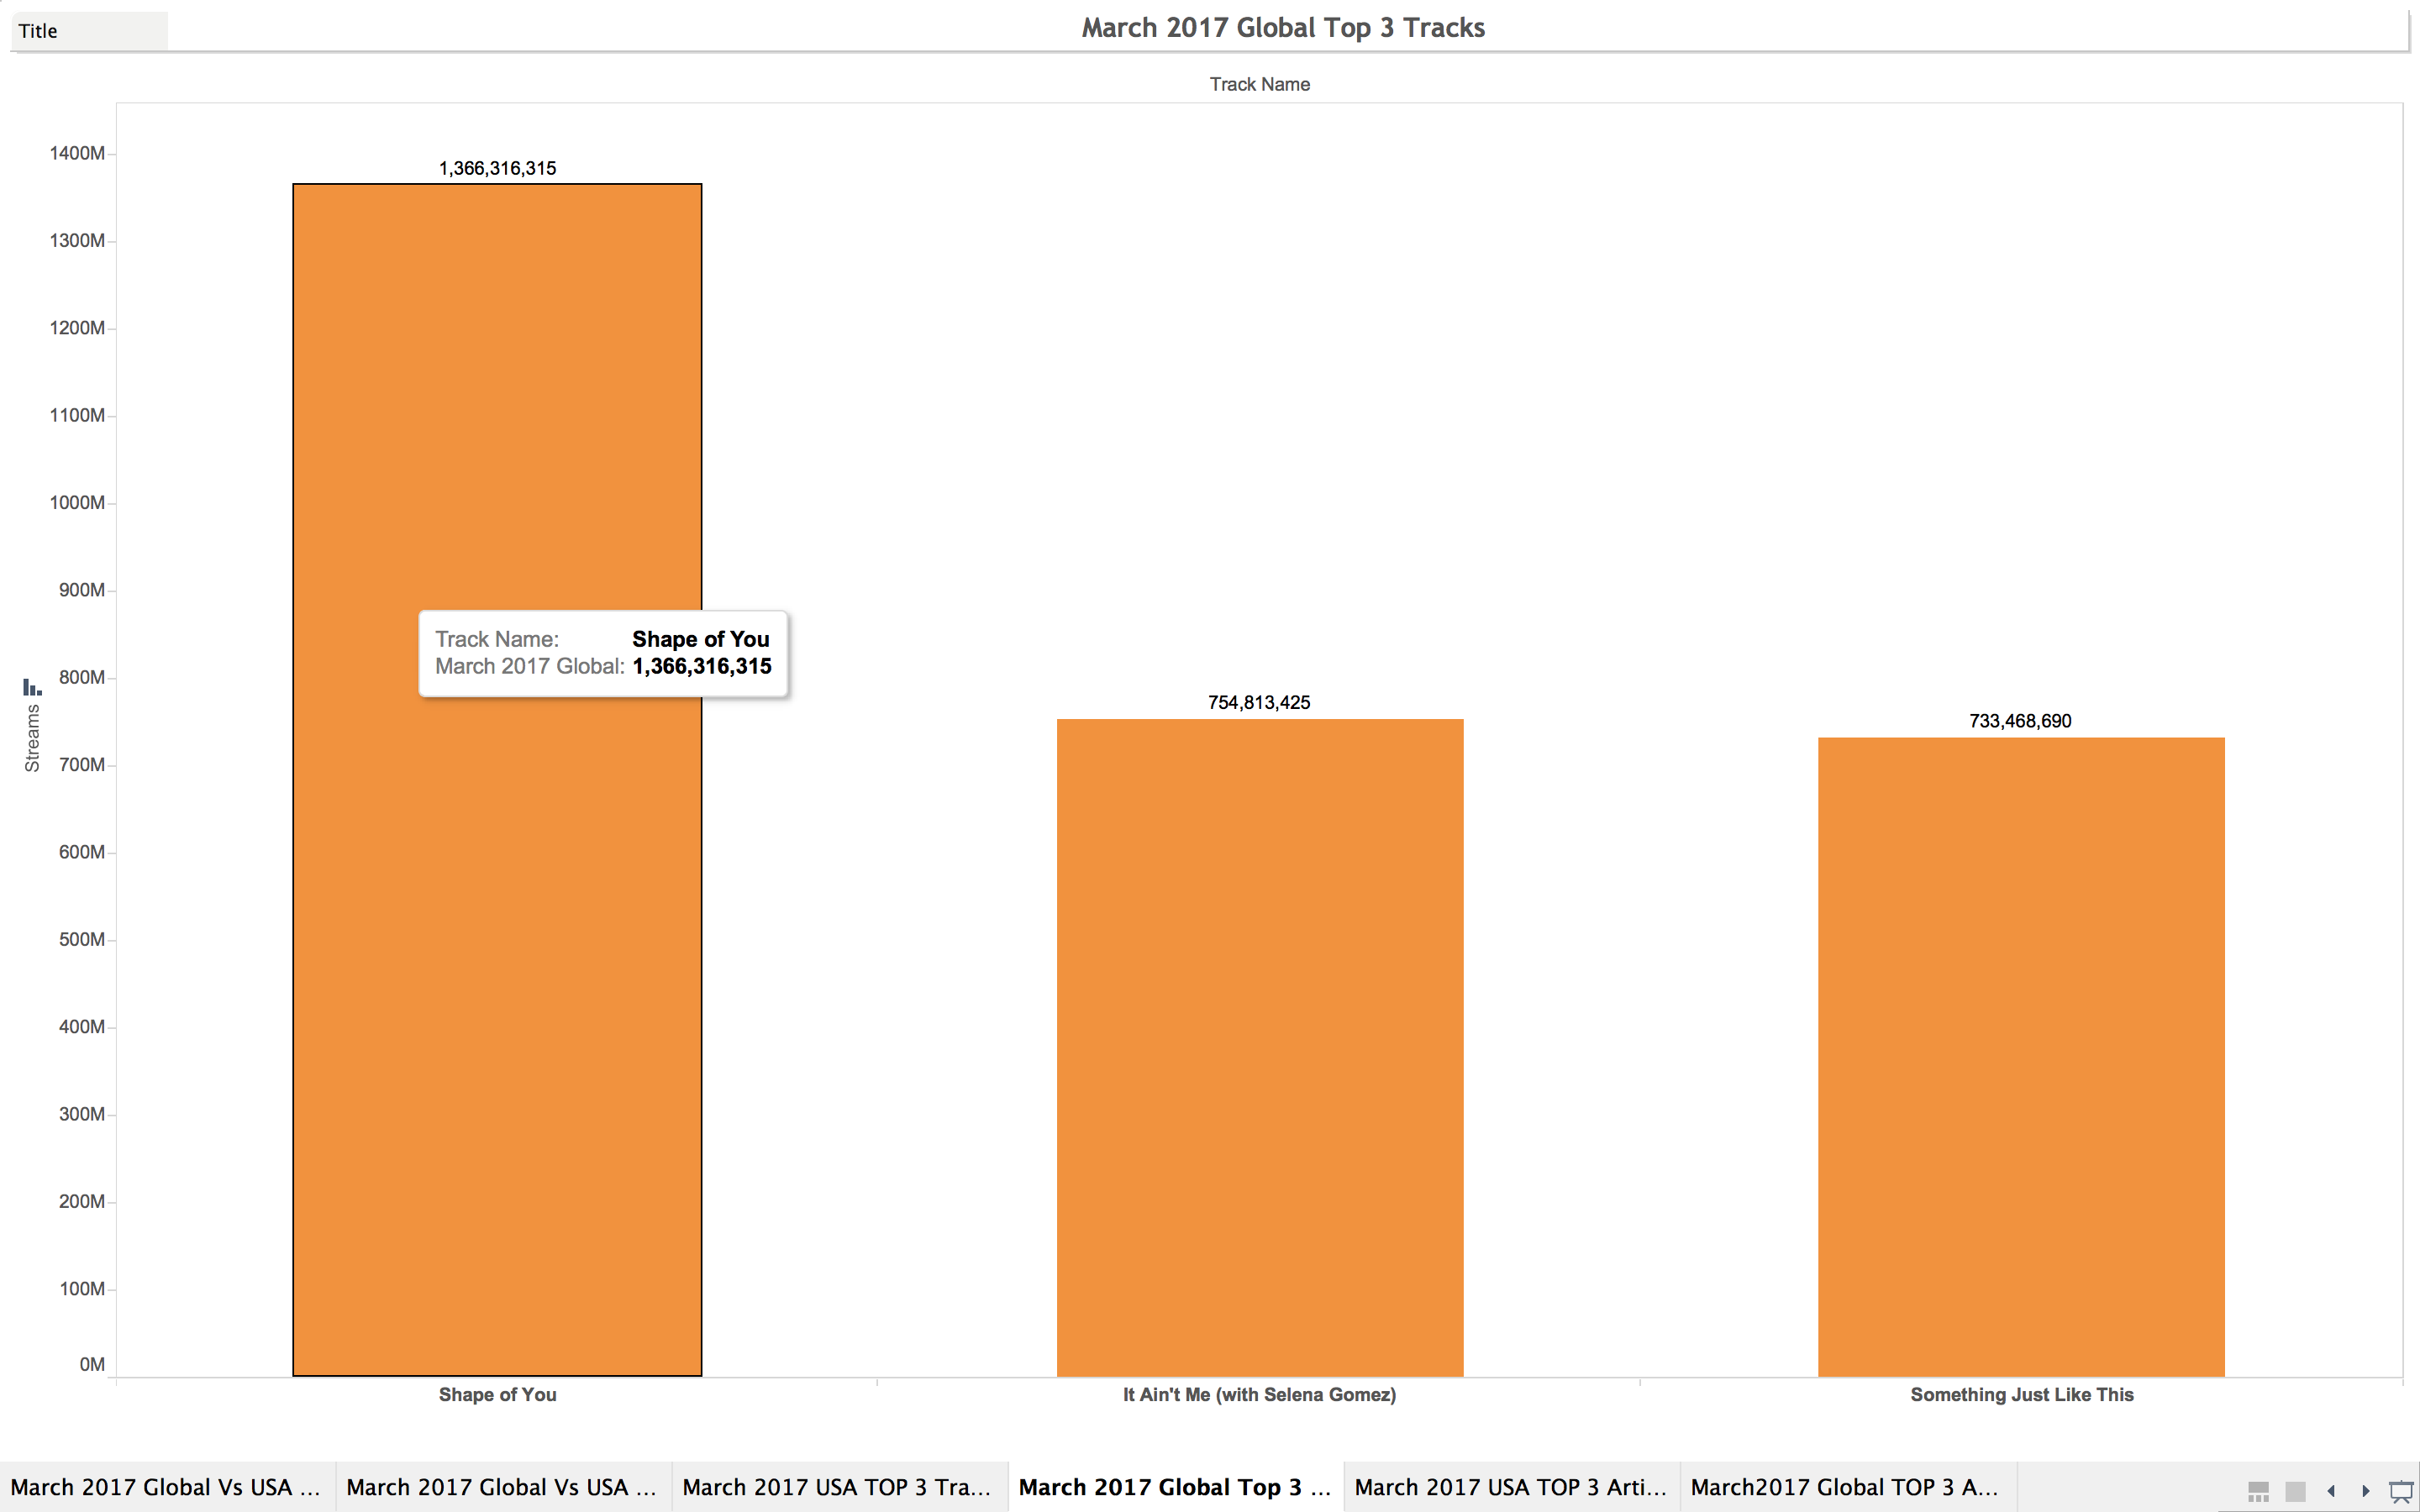 Title
March 2017 Global Top 3 Tracks
Track Name
1400M
1300M
1200M
1100M
1000M
900M
800M
700M
600M
500M
400M
300M
200M
100M
0M
Streams
1,366,316,315
754,813,425
733,468,690
Track Name: Shape of You
March 2017 Global: 1,366,316,315
Shape of You
It Ain't Me (with Selena Gomez)
Something Just Like This
March 2017 Global Vs USA ...
March 2017 Global Vs USA ...
March 2017 USA TOP 3 Tra...
March 2017 Global Top 3 ...
March 2017 USA TOP 3 Arti...
March2017 Global TOP 3 A...